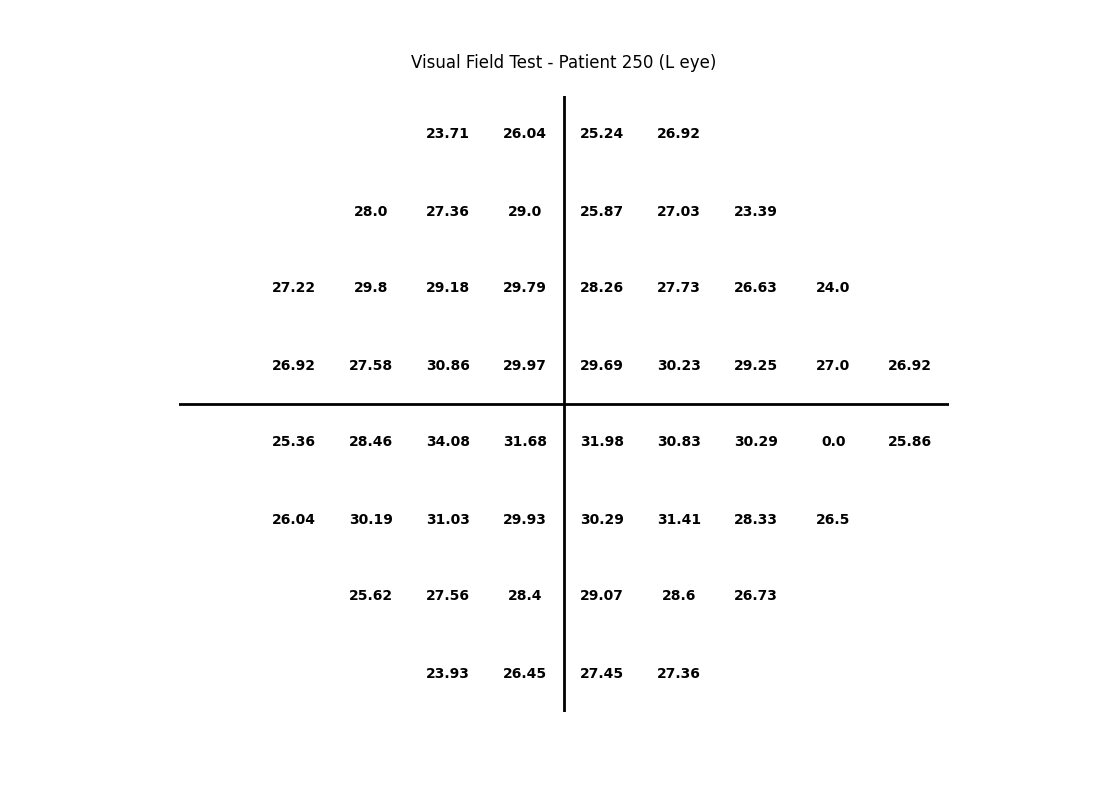 Visual Field Test - Patient 250 (L eye)
23.71 26.04 25.24 26.92
28.0 27.36 29.0 25.87 27.03 23.39
27.22 29.8 29.18 29.79 28.26 27.73 26.63 24.0
26.92 27.58 30.86 29.97 29.69 30.23 29.25 27.0 26.92
25.36 28.46 34.08 31.68 31.98 30.83 30.29 0.0 25.86
26.04 30.19 31.03 29.93 30.29 31.41 28.33 26.5
25.62 27.56 28.4 29.07 28.6 26.73
23.93 26.45 27.45 27.36